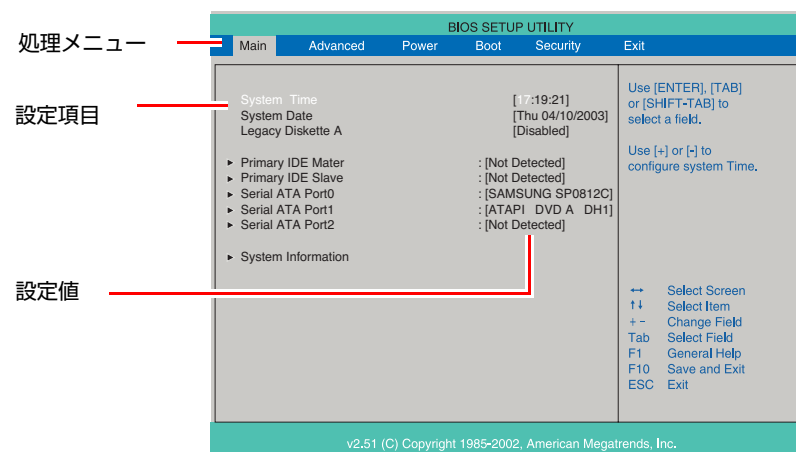 BIOS SETUP UTILITY
処理メニュー
Main Advanced Power Boot Security Exit
設定項目
System Time [17:19:21]
System Date [Thu 04/10/2003]
Legacy Diskette A [Disabled]
▸ Primary IDE Mater : [Not Detected]
▸ Primary IDE Slave : [Not Detected]
▸ Serial ATA Port0 : [SAMSUNG SP0812C]
▸ Serial ATA Port1 : [ATAPI DVD A DH1]
▸ Serial ATA Port2 : [Not Detected]
▸ System Information
設定値
Use [ENTER], [TAB]
or [SHIFT-TAB] to
select a field.
Use [+] or [-] to
configure system Time.
↔ Select Screen
↑↓ Select Item
+ - Change Field
Tab Select Field
F1 General Help
F10 Save and Exit
ESC Exit
v2.51 (C) Copyright 1985-2002, American Megatrends, Inc.